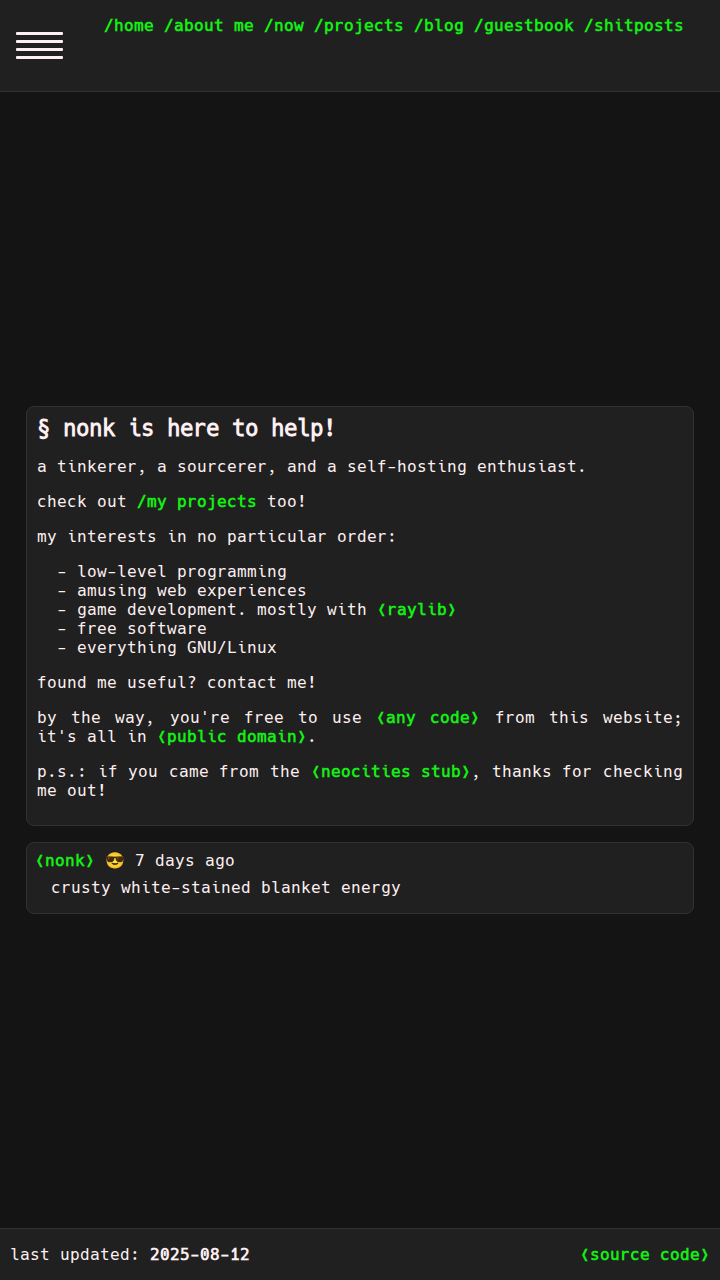 /home /about me /now /projects /blog /guestbook /shitposts
§ nonk is here to help!
a tinkerer, a sourcerer, and a self-hosting enthusiast.
check out /my projects too!
my interests in no particular order:
- low-level programming
- amusing web experiences
- game development. mostly with ❬raylib❭
- free software
- everything GNU/Linux
found me useful? contact me!
by the way, you're free to use ❬any code❭ from this website;
it's all in ❬public domain❭.
p.s.: if you came from the ❬neocities stub❭, thanks for checking
me out!
❬nonk❭ 😎 7 days ago
crusty white-stained blanket energy
last updated: 2025-08-12
❬source code❭